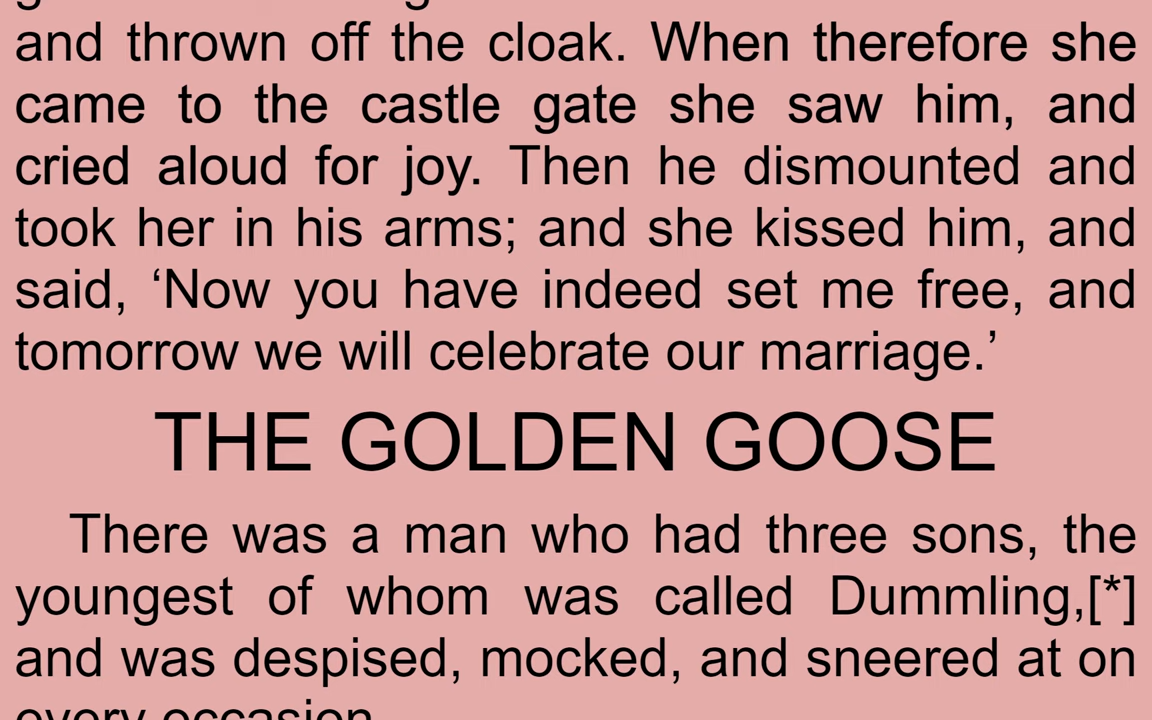 and thrown off the cloak. When therefore she
came to the castle gate she saw him, and
cried aloud for joy. Then he dismounted and
took her in his arms; and she kissed him, and
said, ‘Now you have indeed set me free, and
tomorrow we will celebrate our marriage.’
THE GOLDEN GOOSE
There was a man who had three sons, the
youngest of whom was called Dummling,[*]
and was despised, mocked, and sneered at on
every occasion.